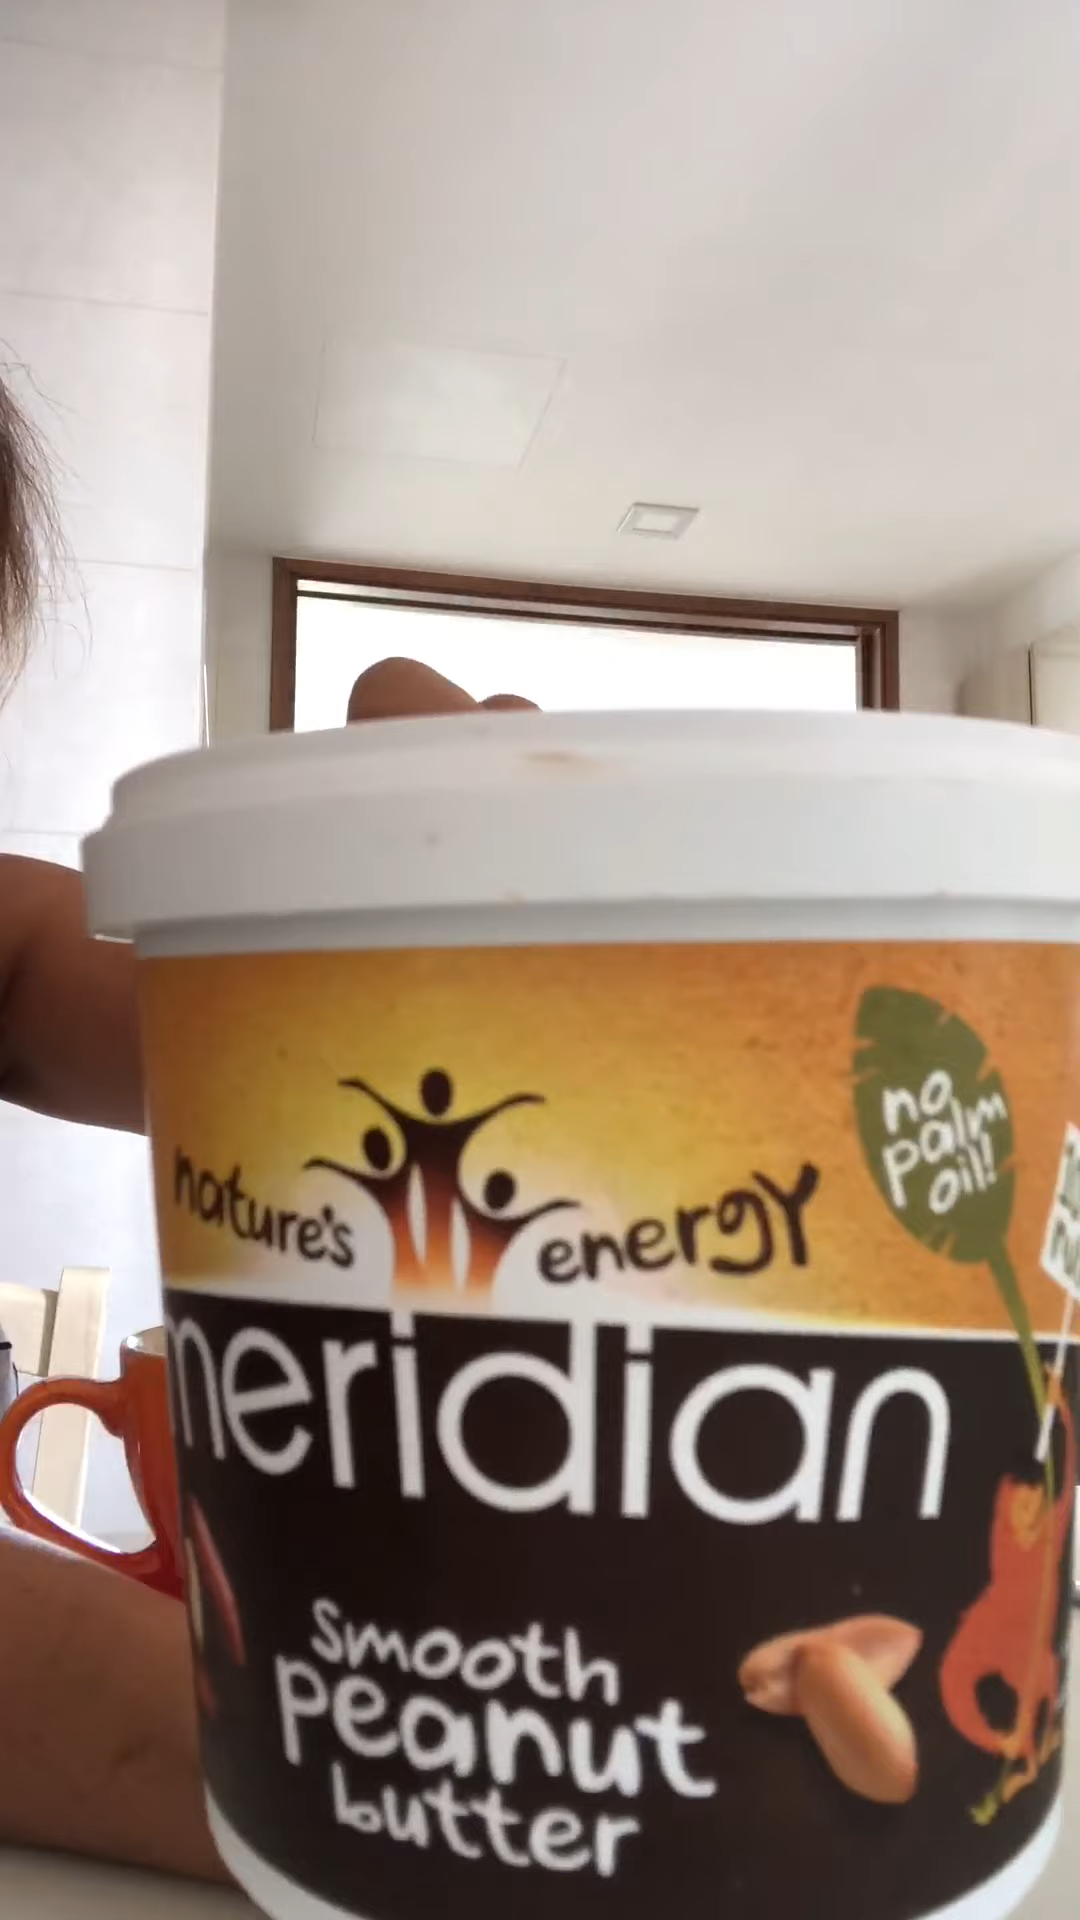 no
palm
oil!
nature's energy
meridian
smooth
peanut
butter